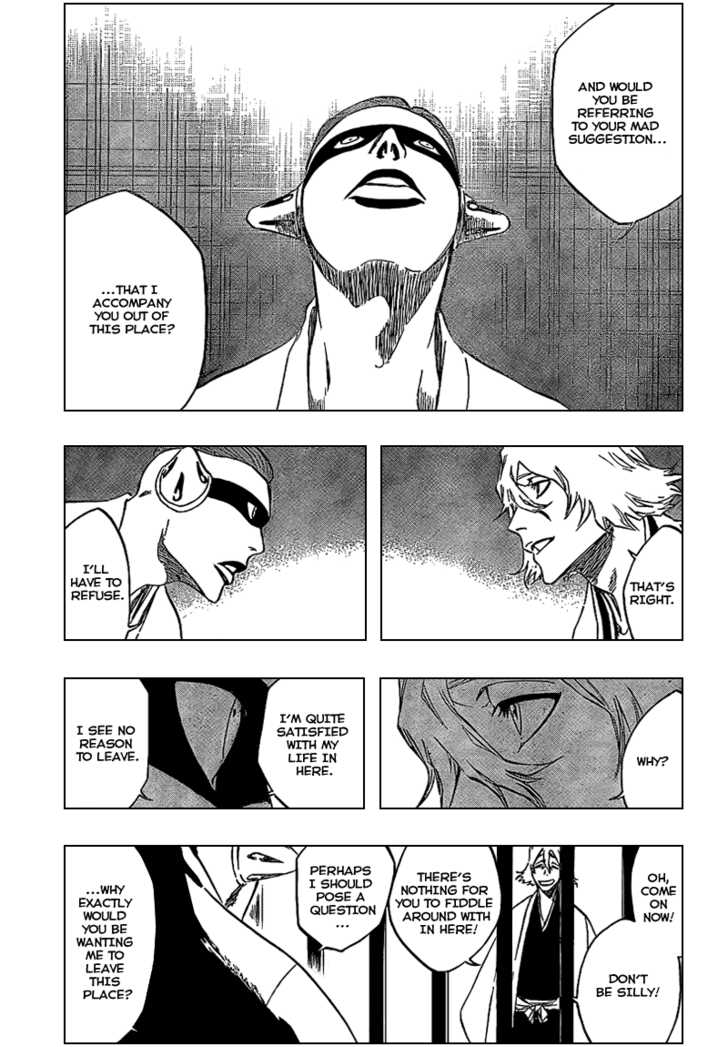 AND WOULD
YOU BE
REFERRING
TO YOUR MAD
SUGGESTION...
...THAT I
ACCOMPANY
YOU OUT OF
THIS PLACE?
THAT'S
RIGHT.
I'LL
HAVE TO
REFUSE.
WHY?
I'M QUITE
SATISFIED
WITH MY
LIFE IN
HERE.
I SEE NO
REASON
TO LEAVE.
OH,
COME
ON
NOW!
DON'T
BE SILLY!
THERE'S
NOTHING FOR
YOU TO FIDDLE
AROUND WITH
IN HERE!
PERHAPS
I SHOULD
POSE A
QUESTION
...
...WHY
EXACTLY
WOULD
YOU BE
WANTING
ME TO
LEAVE
THIS
PLACE?